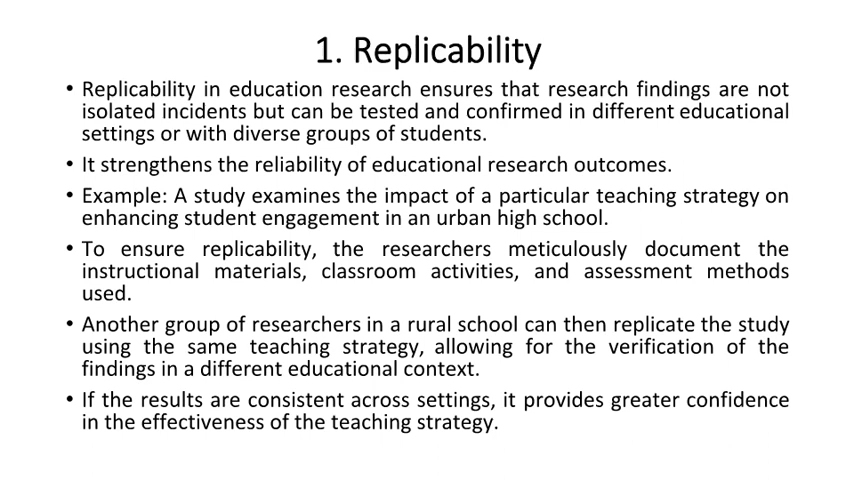 1. Replicability
• Replicability in education research ensures that research findings are not
isolated incidents but can be tested and confirmed in different educational
settings or with diverse groups of students.
• It strengthens the reliability of educational research outcomes.
• Example: A study examines the impact of a particular teaching strategy on
enhancing student engagement in an urban high school.
• To ensure replicability, the researchers meticulously document the
instructional materials, classroom activities, and assessment methods
used.
• Another group of researchers in a rural school can then replicate the study
using the same teaching strategy, allowing for the verification of the
findings in a different educational context.
• If the results are consistent across settings, it provides greater confidence
in the effectiveness of the teaching strategy.